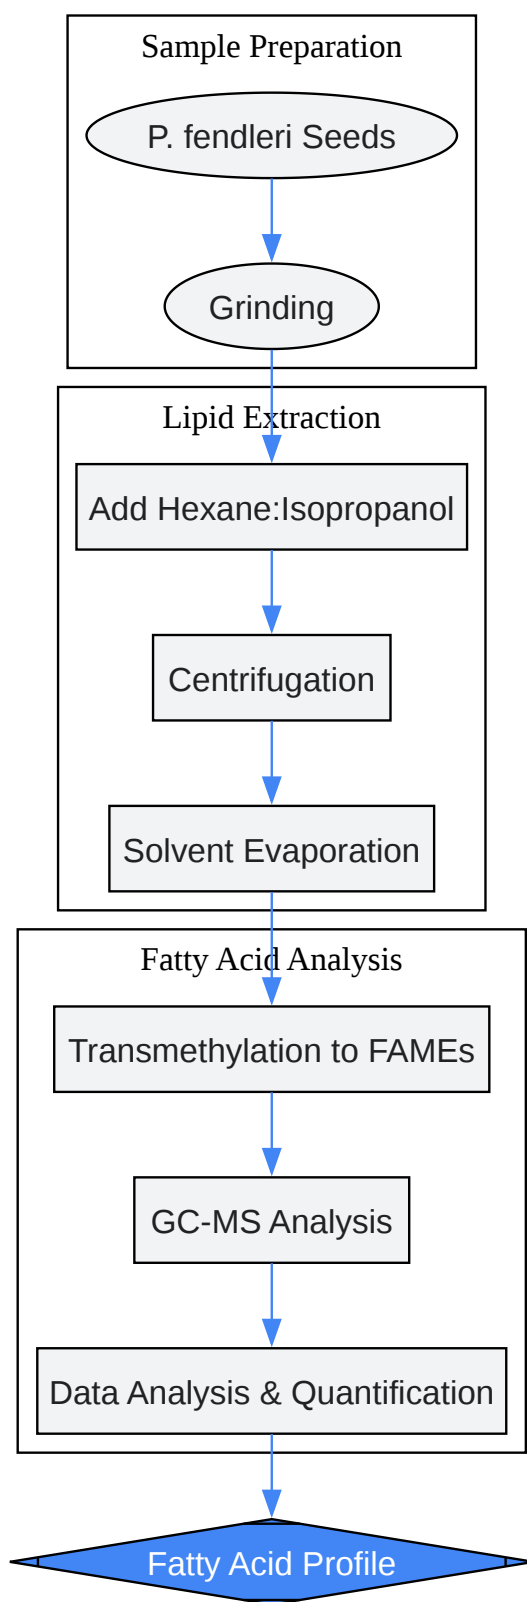 Sample Preparation
P. fendleri Seeds
Grinding
Lipid Extraction
Add Hexane:Isopropanol
Centrifugation
Solvent Evaporation
Fatty Acid Analysis
Transmethylation to FAMEs
GC-MS Analysis
Data Analysis & Quantification
Fatty Acid Profile